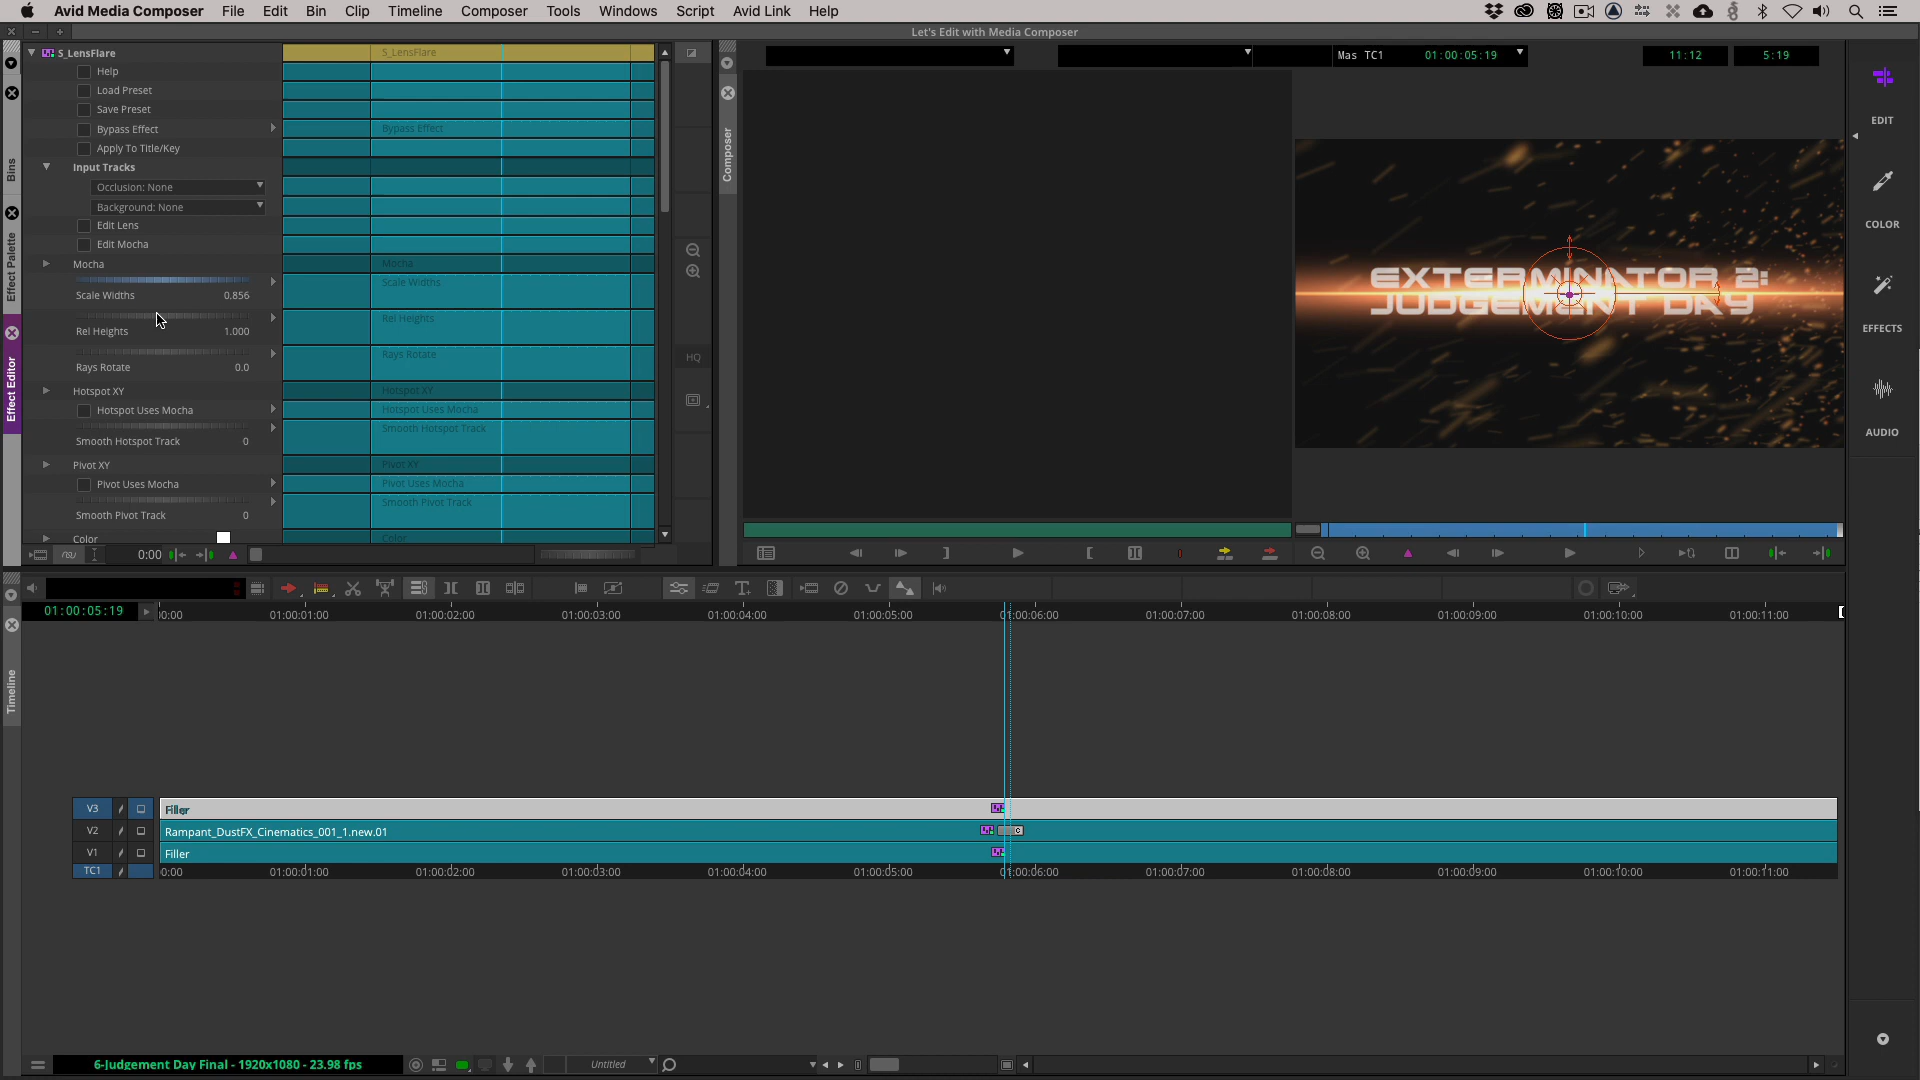 Avid Media Composer File Edit Bin Clip Timeline Composer Tools Windows Script Avid Link Help
Let's Edit with Media Composer
S_LensFlare
S_LensFlare
Help
Load Preset
Save Preset
Bypass Effect
Bypass Effect
Apply To Title/Key
Input Tracks
Occlusion: None
Background: None
Edit Lens
Edit Mocha
Mocha
Mocha
Scale Widths
Scale Widths 0.856
Rel Heights
Rel Heights 1.000
Rays Rotate
Rays Rotate 0.0
Hotspot XY
Hotspot XY
Hotspot Uses Mocha
Hotspot Uses Mocha
Smooth Hotspot Track
Smooth Hotspot Track 0
Pivot XY
Pivot XY
Pivot Uses Mocha
Pivot Uses Mocha
Smooth Pivot Track
Smooth Pivot Track 0
Color
Color
0:00
Bins
Effect Palette
Effect Editor
HQ
Composer
Mas TC1 01:00:05:19
11:12
5:19
EXTERMINATOR 2:
JUDGEMENT DAY
EDIT
COLOR
EFFECTS
AUDIO
Timeline
01:00:05:19
0:00 01:00:01:00 01:00:02:00 01:00:03:00 01:00:04:00 01:00:05:00 01:00:06:00 01:00:07:00 01:00:08:00 01:00:09:00 01:00:10:00 01:00:11:00
V3 Filler
V2 Rampant_DustFX_Cinematics_001_1.new.01 C
V1 Filler
TC1 0:00 01:00:01:00 01:00:02:00 01:00:03:00 01:00:04:00 01:00:05:00 01:00:06:00 01:00:07:00 01:00:08:00 01:00:09:00 01:00:10:00 01:00:11:00
6-Judgement Day Final - 1920x1080 - 23.98 fps
Untitled